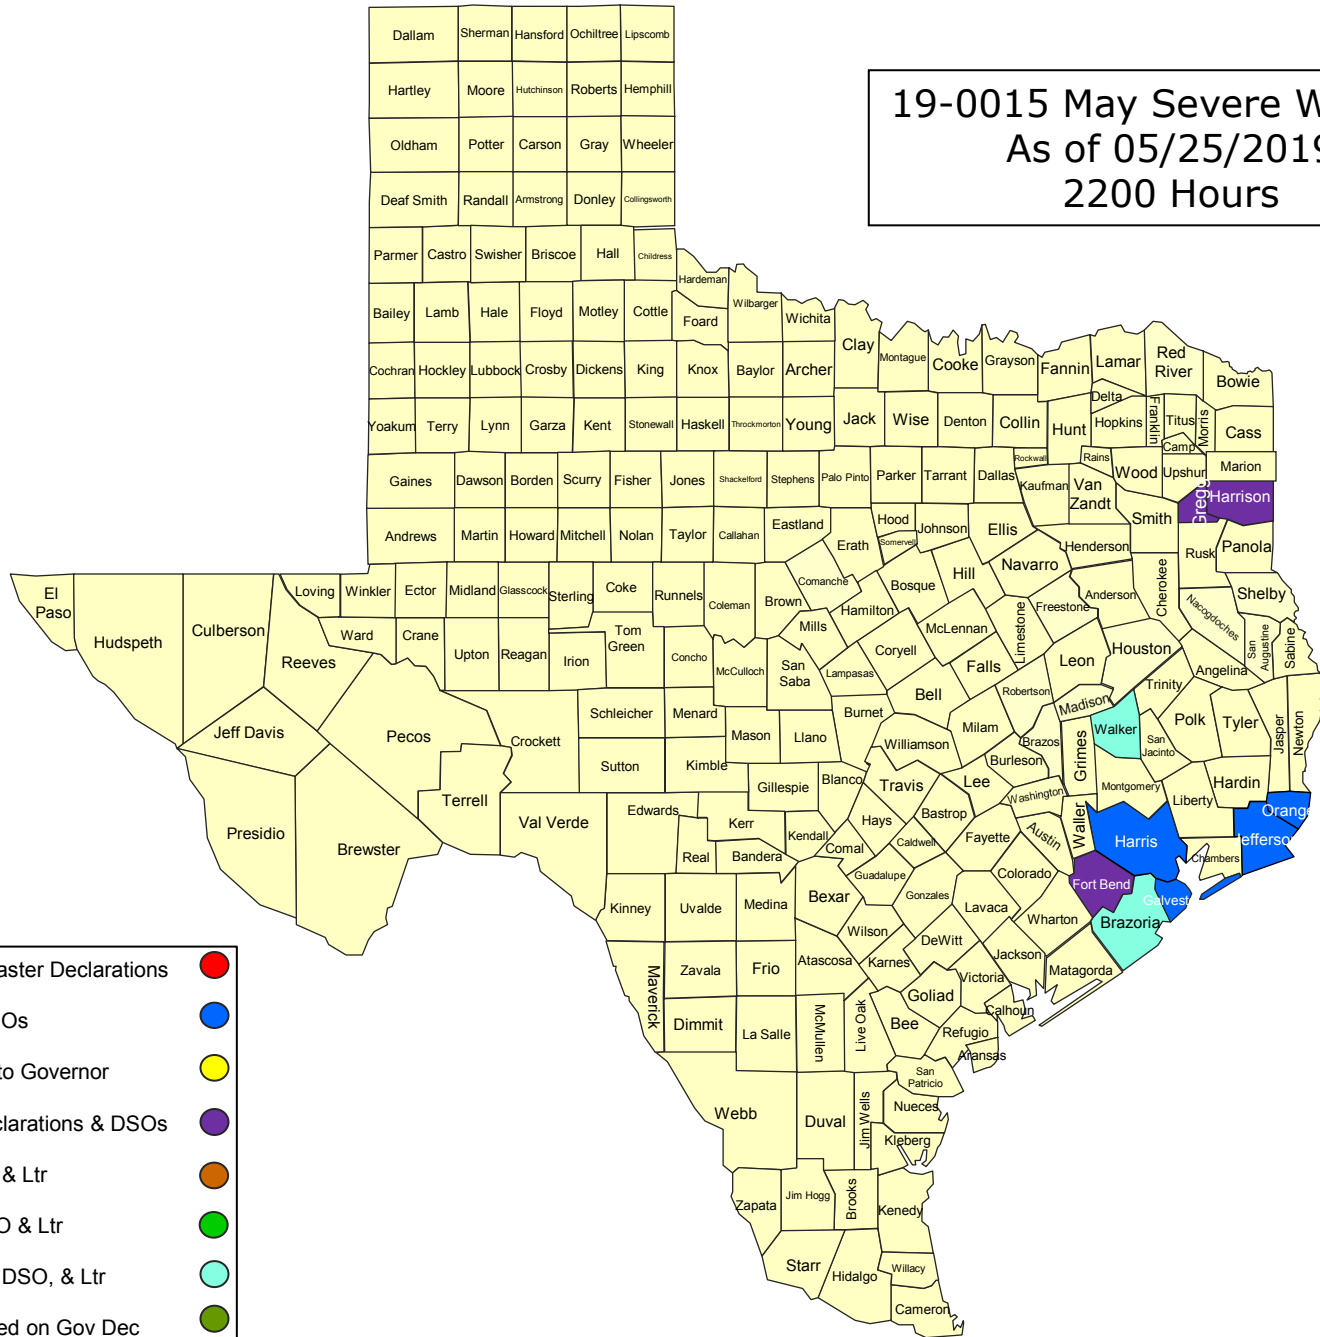 Dallam Sherman Hansford Ochiltree Lipscomb
Hartley Moore Hutchinson Roberts Hemphill
19-0015 May Severe W
As of 05/25/2019
2200 Hours
Oldham Potter Carson Gray Wheeler
Deaf Smith Randall Armstrong Donley Collingsworth
Parmer Castro Swisher Briscoe Hall Childress
Hardeman
Bailey Lamb Hale Floyd Motley Cottle Foard Wilbarger Wichita
Clay Montague Cooke Grayson Fannin Lamar Red River Bowie
Cochran Hockley Lubbock Crosby Dickens King Knox Baylor Archer
Delta
Yoakum Terry Lynn Garza Kent Stonewall Haskell Throckmorton Young Jack Wise Denton Collin Hunt Hopkins Franklin Titus Morris Cass
Camp
Rockwall Rains Wood Upshur Marion
Gaines Dawson Borden Scurry Fisher Jones Shackelford Stephens Palo Pinto Parker Tarrant Dallas Kaufman Van Zandt Gregg Harrison
Andrews Martin Howard Mitchell Nolan Taylor Callahan Eastland Erath Hood Somervell Johnson Ellis Henderson Smith Rusk Panola
El Paso Hudspeth Culberson Loving Winkler Ector Midland Glasscock Sterling Coke Runnels Coleman Brown Comanche Hamilton Bosque Hill Navarro Freestone Anderson Cherokee Nacogdoches Shelby
Reeves Ward Crane Upton Reagan Irion Tom Green Concho McCulloch San Saba Mills Lampasas Coryell McLennan Limestone Falls Leon Houston Angelina San Augustine Sabine
Jeff Davis Pecos Crockett Schleicher Menard Mason Llano Burnet Bell Milam Robertson Madison Trinity Polk Tyler Jasper Newton
Walker San Jacinto
Terrell Sutton Kimble Gillespie Blanco Williamson Travis Lee Burleson Brazos Grimes Washington Montgomery Liberty Hardin Orange
Presidio Brewster Val Verde Edwards Kerr Real Bandera Kendall Comal Hays Caldwell Bastrop Fayette Austin Waller Harris Chambers Jefferso
Kinney Uvalde Medina Bexar Guadalupe Gonzales Lavaca Colorado Wharton Fort Bend Brazoria Galvest
Maverick Zavala Frio Atascosa Wilson Karnes DeWitt Jackson Matagorda
Victoria Goliad Calhoun
Dimmit La Salle McMullen Live Oak Bee Refugio Aransas
San Patricio
Webb Duval Jim Wells Nueces
Kleberg
Zapata Jim Hogg Brooks Kenedy
Starr Hidalgo Willacy
Cameron
aster Declarations
Os
to Governor
clarations & DSOs
& Ltr
O & Ltr
DSO, & Ltr
ed on Gov Dec